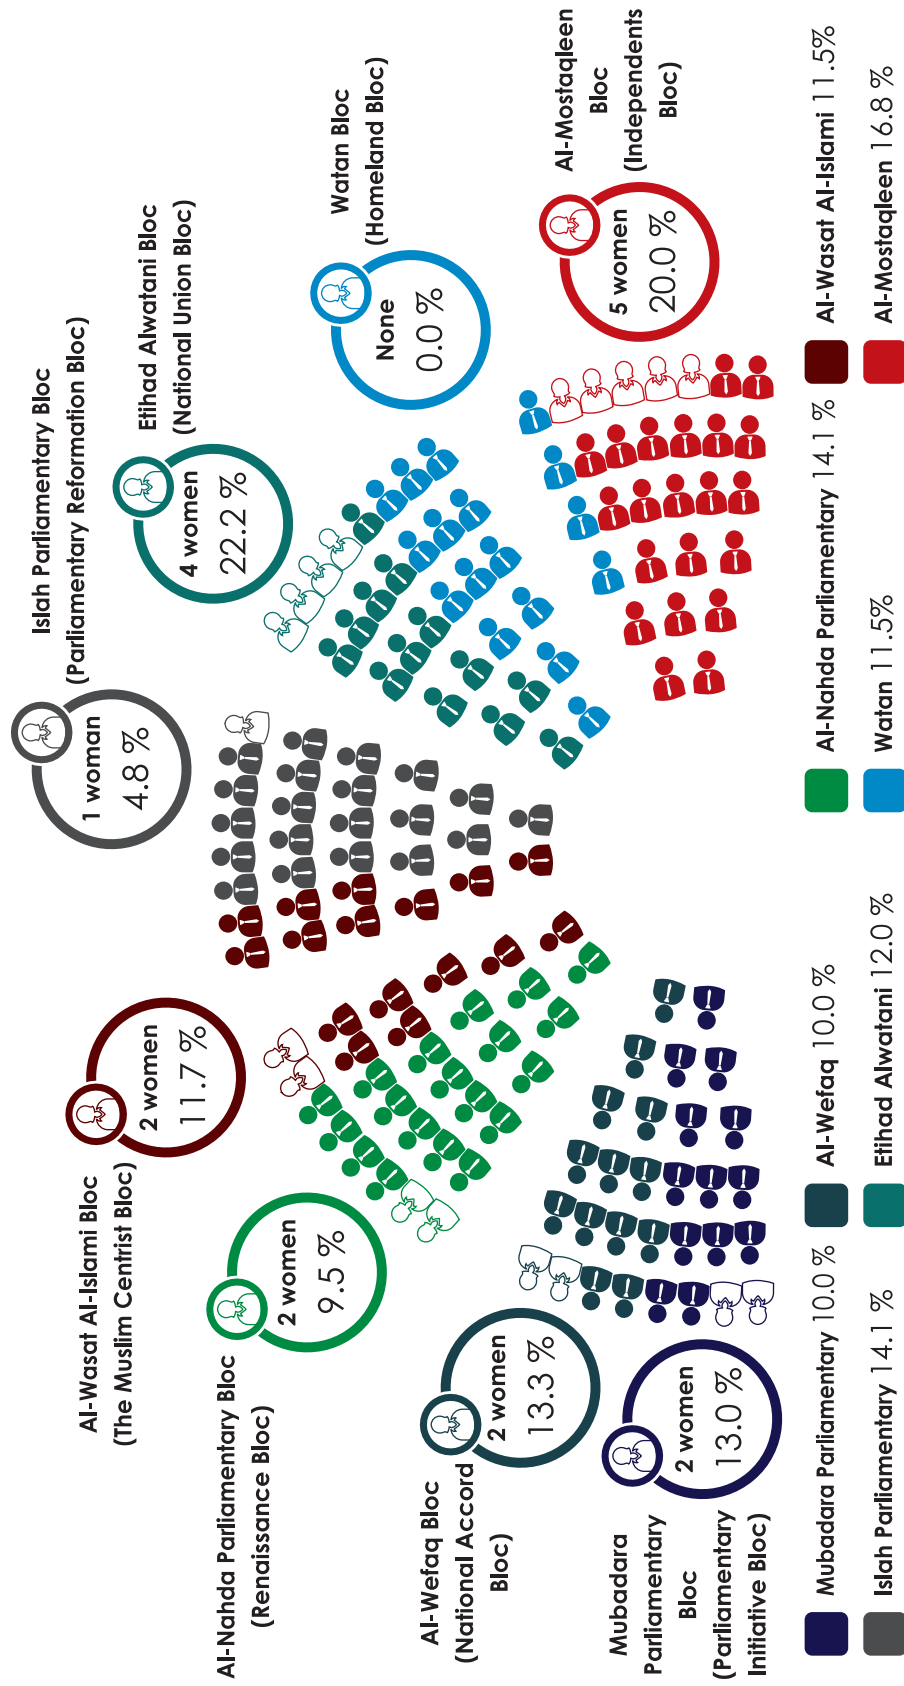 Islah Parliamentary Bloc
(Parliamentary Reformation Bloc)
1 woman
4.8 %
Al-Wasat Al-Islami Bloc
(The Muslim Centrist Bloc)
2 women
11.7 %
Etihad Alwatani Bloc
(National Union Bloc)
4 women
22.2 %
Al-Nahda Parliamentary Bloc
(Renaissance Bloc)
2 women
9.5 %
Watan Bloc
(Homeland Bloc)
None
0.0 %
Al-Wefaq Bloc
(National Accord
Bloc)
2 women
13.3 %
Al-Mostaqleen
Bloc
(Independents
Bloc)
5 women
20.0 %
Mubadara
Parliamentary
Bloc
(Parliamentary
Initiative Bloc)
2 women
13.0 %
Mubadara Parliamentary 10.0 %
Al-Wefaq 10.0 %
Al-Nahda Parliamentary 14.1 %
Al-Wasat Al-Islami 11.5%
Islah Parliamentary 14.1 %
Etihad Alwatani 12.0 %
Watan 11.5%
Al-Mostaqleen 16.8 %